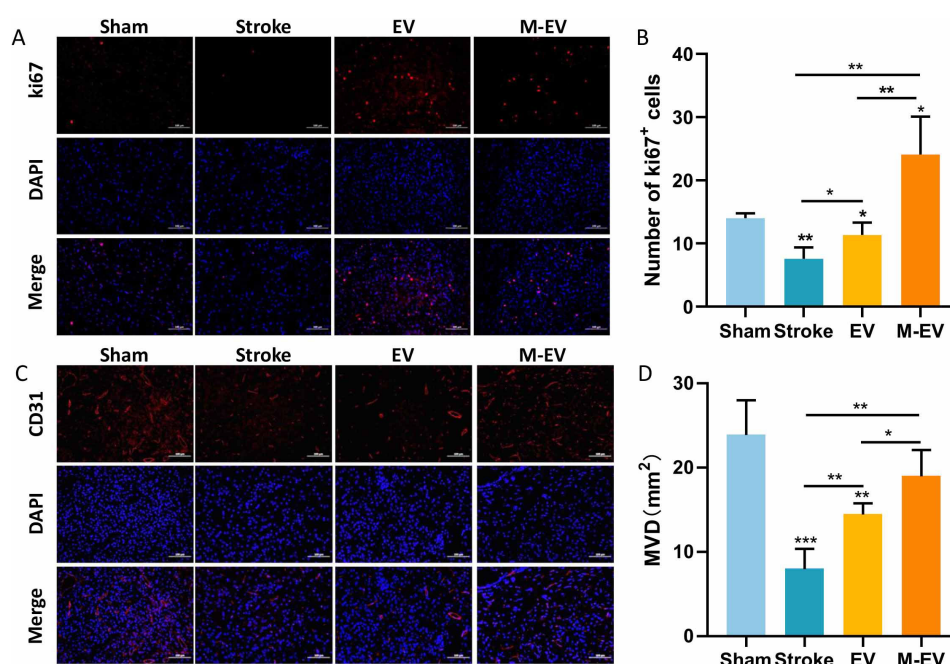 A
Sham
Stroke
EV
M-EV
ki67
DAPI
Merge
B
Number of ki67+ cells
40
30
20
10
0
**
**
*
*
**
*
Sham
Stroke
EV
M-EV
C
Sham
Stroke
EV
M-EV
CD31
DAPI
Merge
D
MVD(mm²)
30
20
10
0
**
*
**
**
***
Sham
Stroke
EV
M-EV